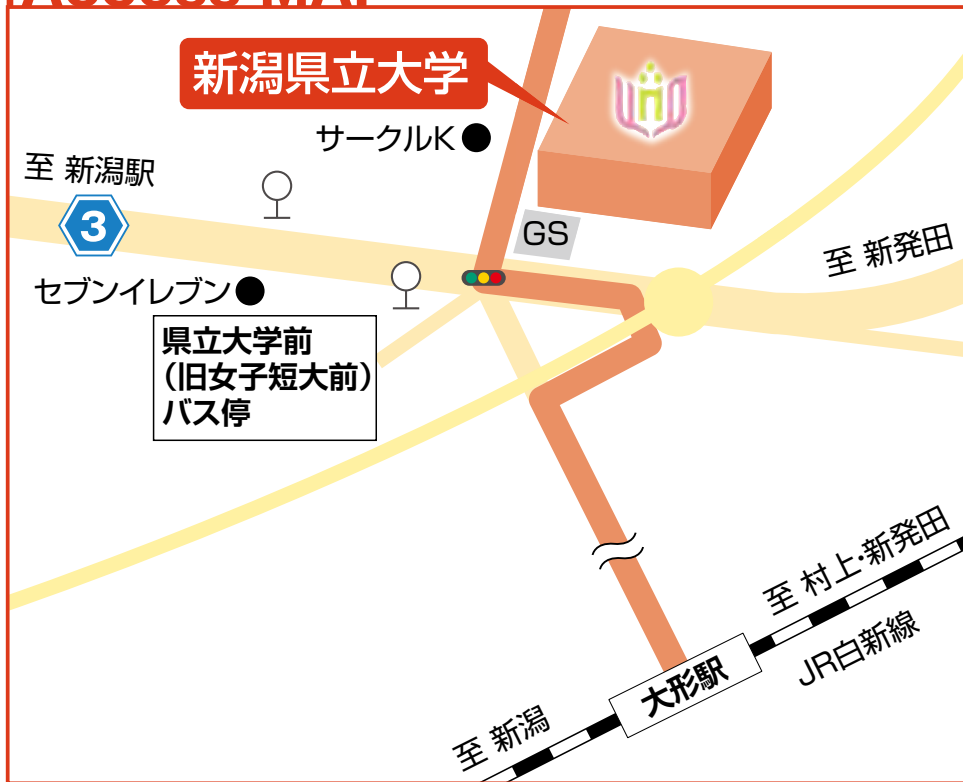 Access MAP
新潟県立大学
サークルK
至 新潟駅
3
GS
至 新発田
セブンイレブン
県立大学前
(旧女子短大前)
バス停
至 村上・新発田
JR白新線
大形駅
至 新潟